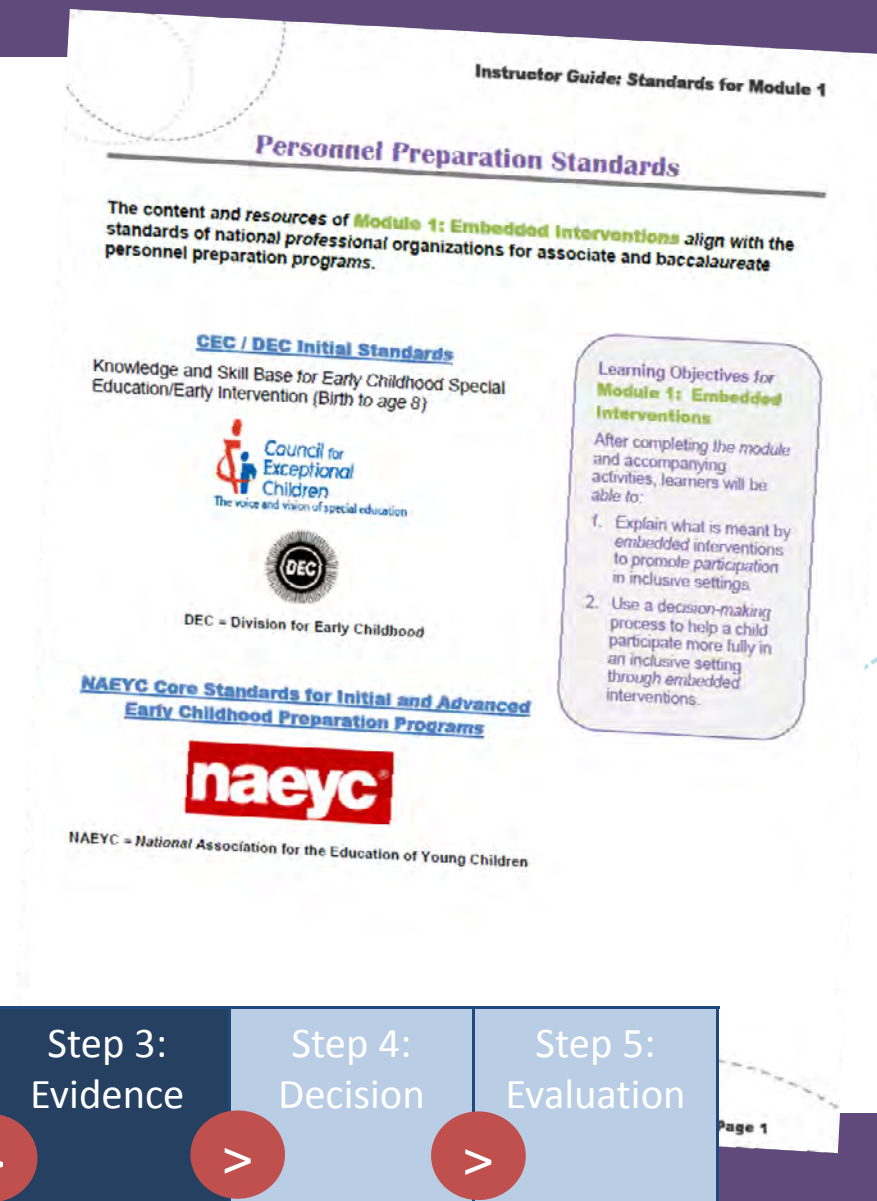 Instructor Guide: Standards for Module 1
Personnel Preparation Standards
The content and resources of Module 1: Embedded Interventions align with the
standards of national professional organizations for associate and baccalaureate
personnel preparation programs.
CEC / DEC Initial Standards
Knowledge and Skill Base for Early Childhood Special
Education/Early Intervention (Birth to age 8)
Council for
Exceptional
Children
The voice and vision of special education
DEC
DEC = Division for Early Childhood
NAEYC Core Standards for Initial and Advanced
Early Childhood Preparation Programs
naeyc®
NAEYC = National Association for the Education of Young Children
Learning Objectives for
Module 1: Embedded
Interventions
After completing the module
and accompanying
activities, learners will be
able to:
1. Explain what is meant by
embedded interventions
to promote participation
in inclusive settings.
2. Use a decision-making
process to help a child
participate more fully in
an inclusive setting
through embedded
interventions.
Step 3:
Evidence
Step 4:
Decision
Step 5:
Evaluation
>
>
>
Page 1